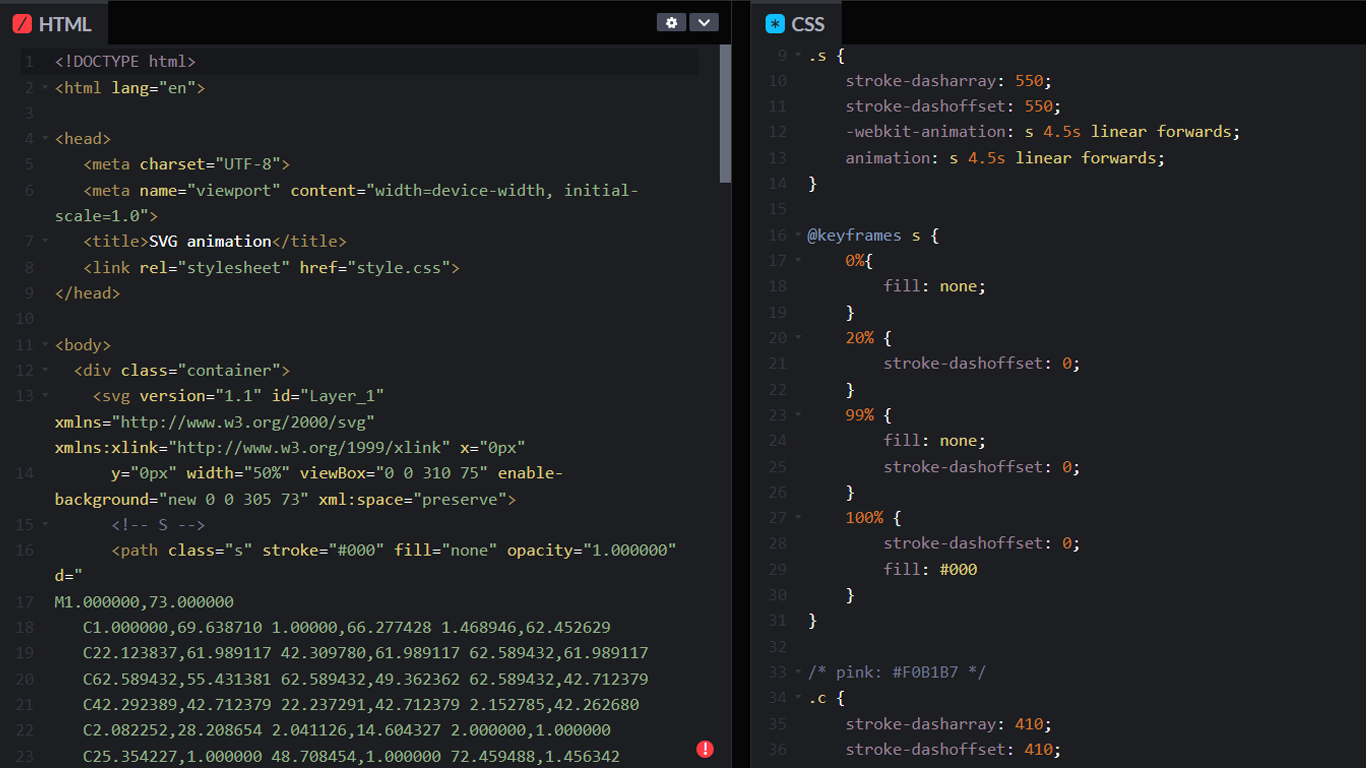 HTML
1 <!DOCTYPE html>
2 <html lang="en">
3
4 <head>
5 <meta charset="UTF-8">
6 <meta name="viewport" content="width=device-width, initial-
scale=1.0">
7 <title>SVG animation</title>
8 <link rel="stylesheet" href="style.css">
9 </head>
10
11 <body>
12 <div class="container">
13 <svg version="1.1" id="Layer_1"
xmlns="http://www.w3.org/2000/svg"
xmlns:xlink="http://www.w3.org/1999/xlink" x="0px"
14 y="0px" width="50%" viewBox="0 0 310 75" enable-
background="new 0 0 305 73" xml:space="preserve">
15 <!-- S -->
16 <path class="s" stroke="#000" fill="none" opacity="1.000000"
d="
17 M1.000000,73.000000
18 C1.000000,69.638710 1.00000,66.277428 1.468946,62.452629
19 C22.123837,61.989117 42.309780,61.989117 62.589432,61.989117
20 C62.589432,55.431381 62.589432,49.362362 62.589432,42.712379
21 C42.292389,42.712379 22.237291,42.712379 2.152785,42.262680
22 C2.082252,28.208654 2.041126,14.604327 2.000000,1.000000
23 C25.354227,1.000000 48.708454,1.000000 72.459488,1.456342
CSS
9 .s {
10 stroke-dasharray: 550;
11 stroke-dashoffset: 550;
12 -webkit-animation: s 4.5s linear forwards;
13 animation: s 4.5s linear forwards;
14 }
15
16 @keyframes s {
17 0%{
18 fill: none;
19 }
20 20% {
21 stroke-dashoffset: 0;
22 }
23 99% {
24 fill: none;
25 stroke-dashoffset: 0;
26 }
27 100% {
28 stroke-dashoffset: 0;
29 fill: #000
30 }
31 }
32
33 /* pink: #F0B1B7 */
34 .c {
35 stroke-dasharray: 410;
36 stroke-dashoffset: 410;